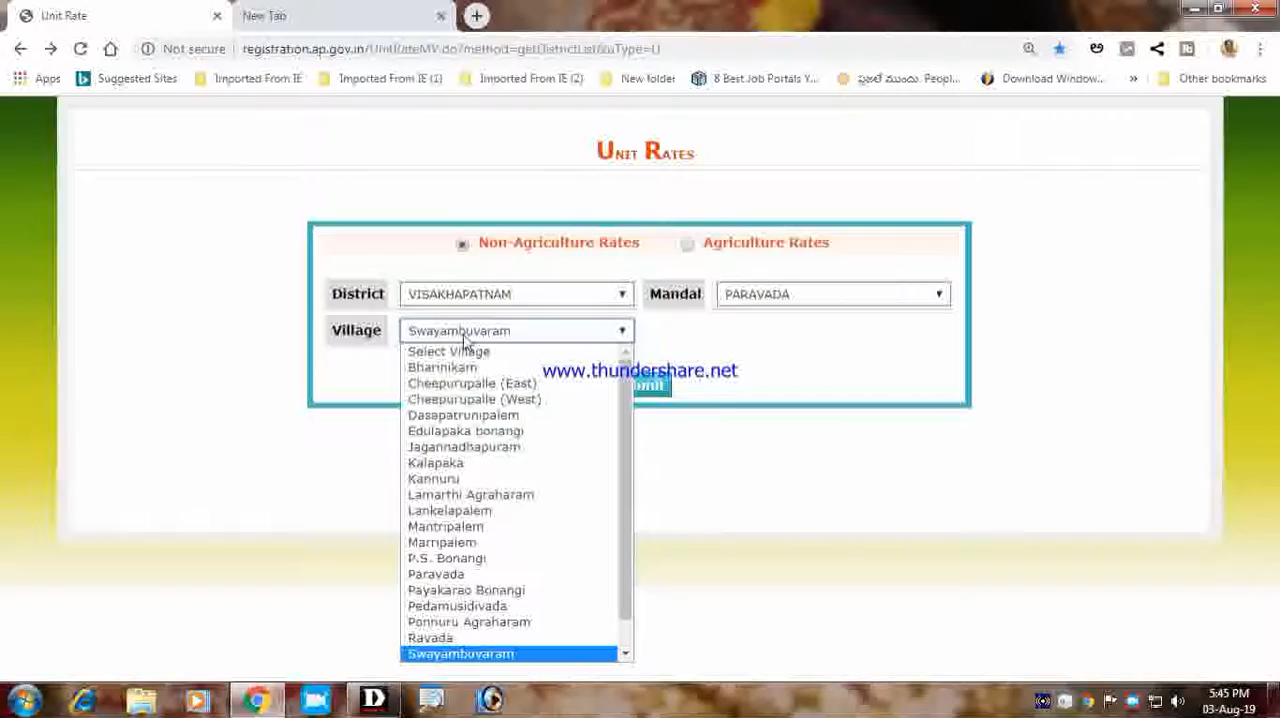 Unit Rate
New Tab
Not secure
registration.ap.gov.in/UnitRateMV.do?method=getDistrictList&uType=U
Apps
Suggested Sites
Imported From IE
Imported From IE (1)
Imported From IE (2)
New folder
Best Job Portals Y...
Download Window...
»
Other bookmarks
UNIT RATES
Non-Agriculture Rates
Agriculture Rates
District
VISAKHAPATNAM
Mandal
PARAVADA
Village
Swayambuvaram
Select Village
www.thundershare.net
Cheepurupalle (East)
Cheepurupalle (West)
Dasapatrunipalem
Edulapaka bonangi
Jagannadhapuram
Kalapaka
Kannuru
Lamarthi Agraharam
Lankelapalem
Mantripalem
Marripalem
P.S. Bonangi
Paravada
Payakarao Bonangi
Pedamusidivada
Ponnuru Agraharam
Ravada
Swayambuvaram
5:45 PM
03-Aug-19